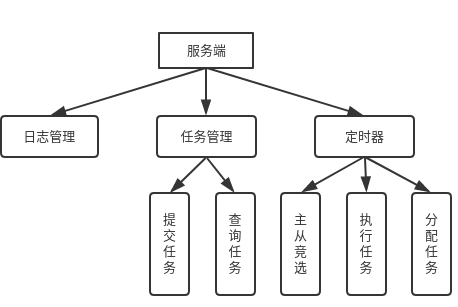 服务端
日志管理
任务管理
定时器
提交任务
查询任务
主从竞选
执行任务
分配任务